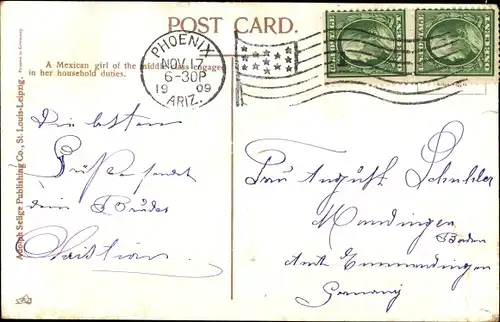 POST CARD.
A Mexican girl of the middle class engaged
in her household duties.
Adolph Selige Publishing Co., St. Louis-Leipzig. Printed in Germany
PHOENIX
NOV. 17
6-30P
19 09
ARIZ.
Die besten
Grüße sendet
dein Bruder
Christian
Frau August
Mundingen
Baden
Amt Emmendingen
Germany